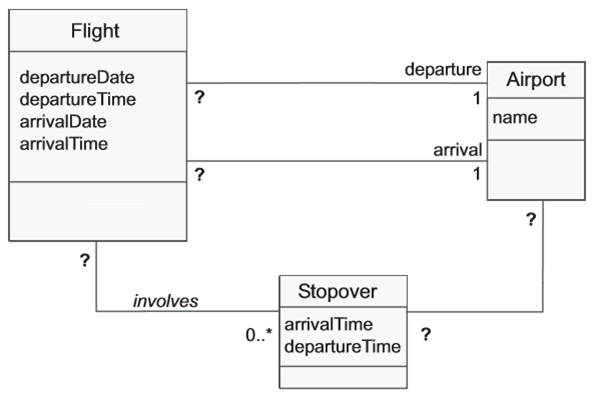 Flight
departureDate
departureTime
arrivalDate
arrivalTime
departure
?
1
arrival
?
1
Airport
name
?
?
involves
0..*
Stopover
arrivalTime
departureTime
?